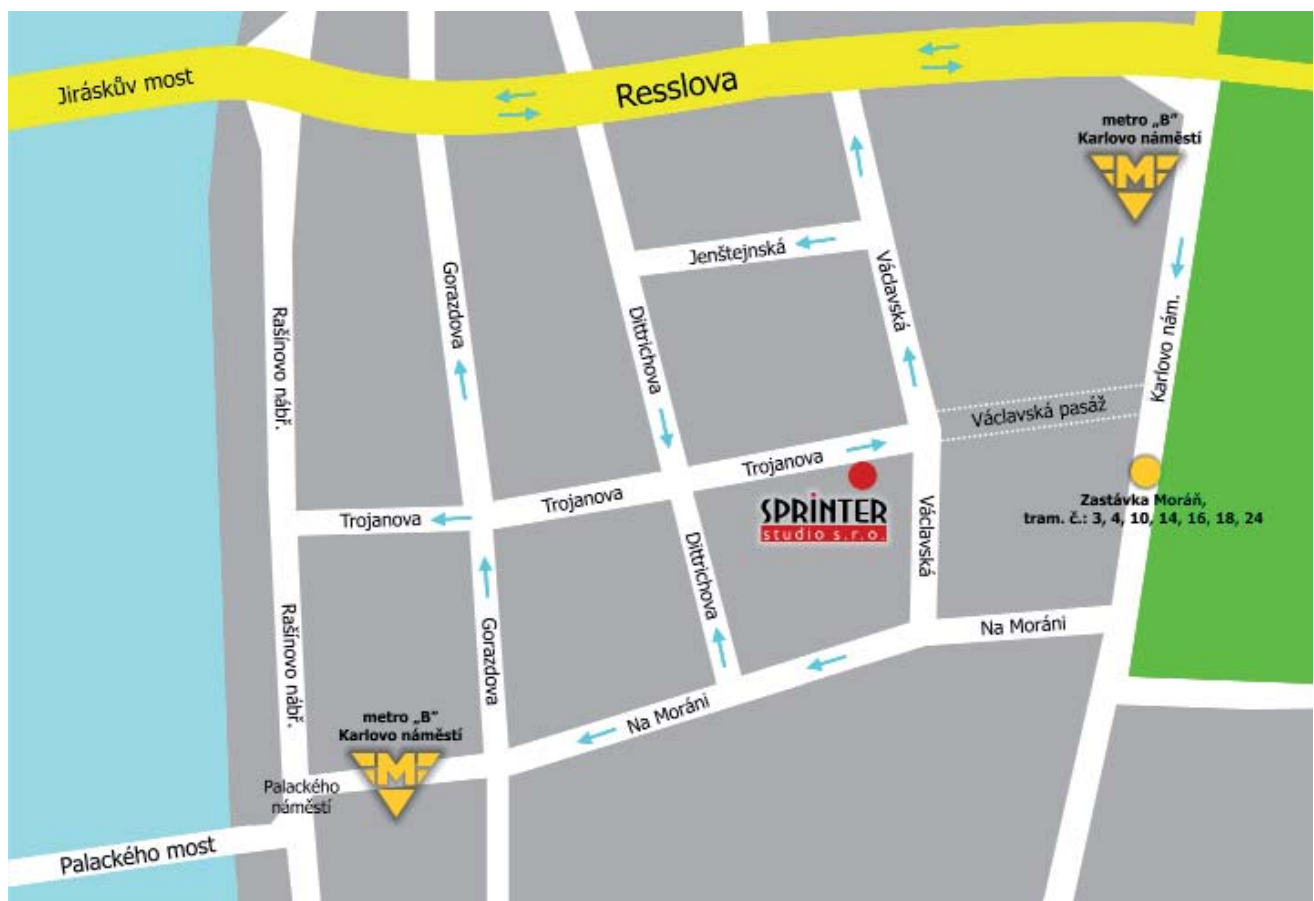 Jiráskův most
Resslova
metro „B"
Karlovo náměstí
M
Jenštejnská
Gorazdova
Václavská
Rašínovo nábř.
Dittrichova
Karlovo nám.
Václavská pasáž
Trojanova
Trojanova
Trojanova
SPRINTER
studio s.r.o.
Zastávka Moráň,
tram. č.: 3, 4, 10, 14, 16, 18, 24
Václavská
Dittrichova
Rašínovo nábř.
Gorazdova
Na Moráni
Na Moráni
metro „B"
Karlovo náměstí
M
Palackého
náměstí
Palackého most